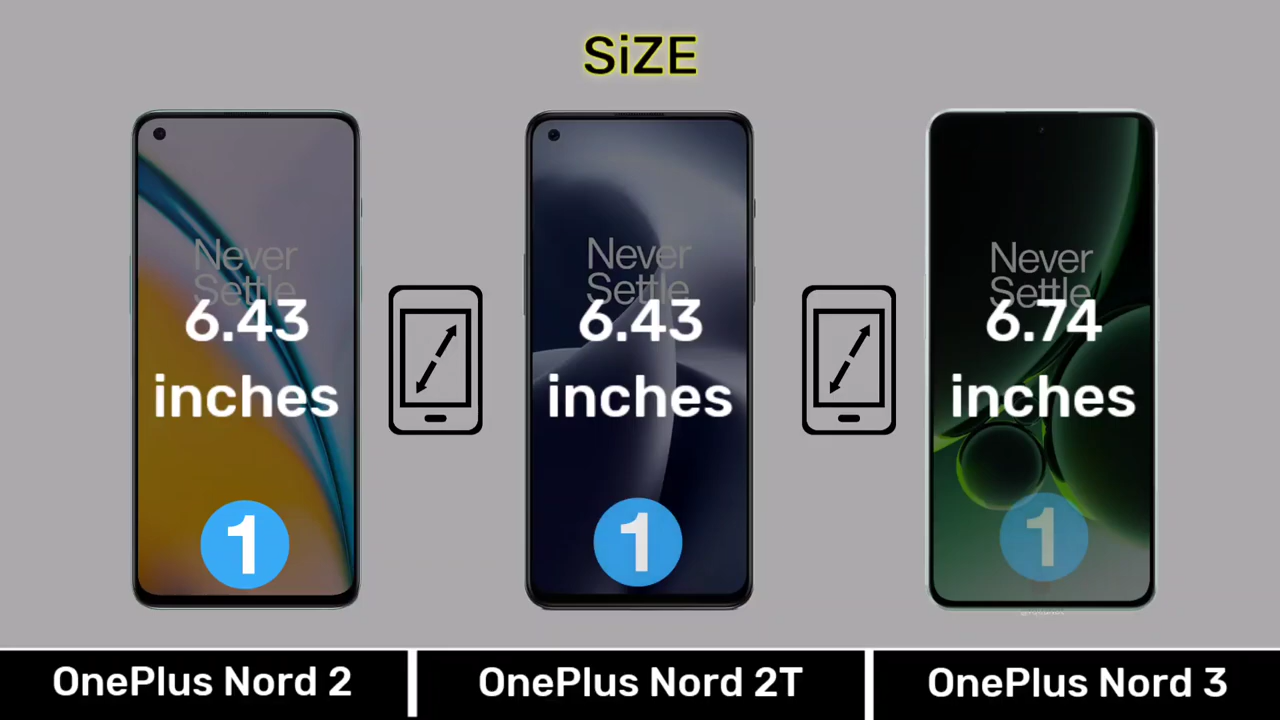 SiZE
Never
Settle
6.43
inches
1
Never
Settle
6.43
inches
1
Never
Settle
6.74
inches
1
OnePlus Nord 2
OnePlus Nord 2T
OnePlus Nord 3